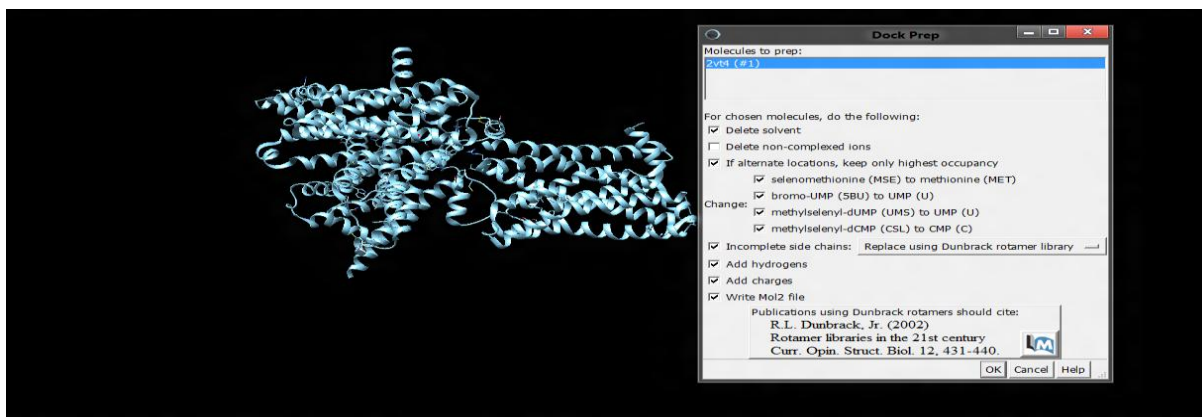 Dock Prep
Molecules to prep:
2vt4 (#1)
For chosen molecules, do the following:
Delete solvent
Delete non-complexed ions
If alternate locations, keep only highest occupancy
selenomethionine (MSE) to methionine (MET)
bromo-UMP (5BU) to UMP (U)
Change:
methylselenyl-dUMP (UMS) to UMP (U)
methylselenyl-dCMP (CSL) to CMP (C)
Incomplete side chains: Replace using Dunbrack rotamer library
Add hydrogens
Add charges
Write Mol2 file
Publications using Dunbrack rotamers should cite:
R.L. Dunbrack, Jr. (2002)
Rotamer libraries in the 21st century
Curr. Opin. Struct. Biol. 12, 431-440.
OK Cancel Help